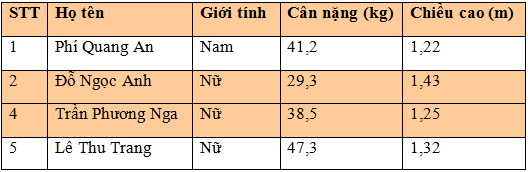 STT Họ tên Giới tính Cân nặng (kg) Chiều cao (m)
1 Phí Quang An Nam 41,2 1,22
2 Đỗ Ngọc Anh Nữ 29,3 1,43
4 Trần Phương Nga Nữ 38,5 1,25
5 Lê Thu Trang Nữ 47,3 1,32